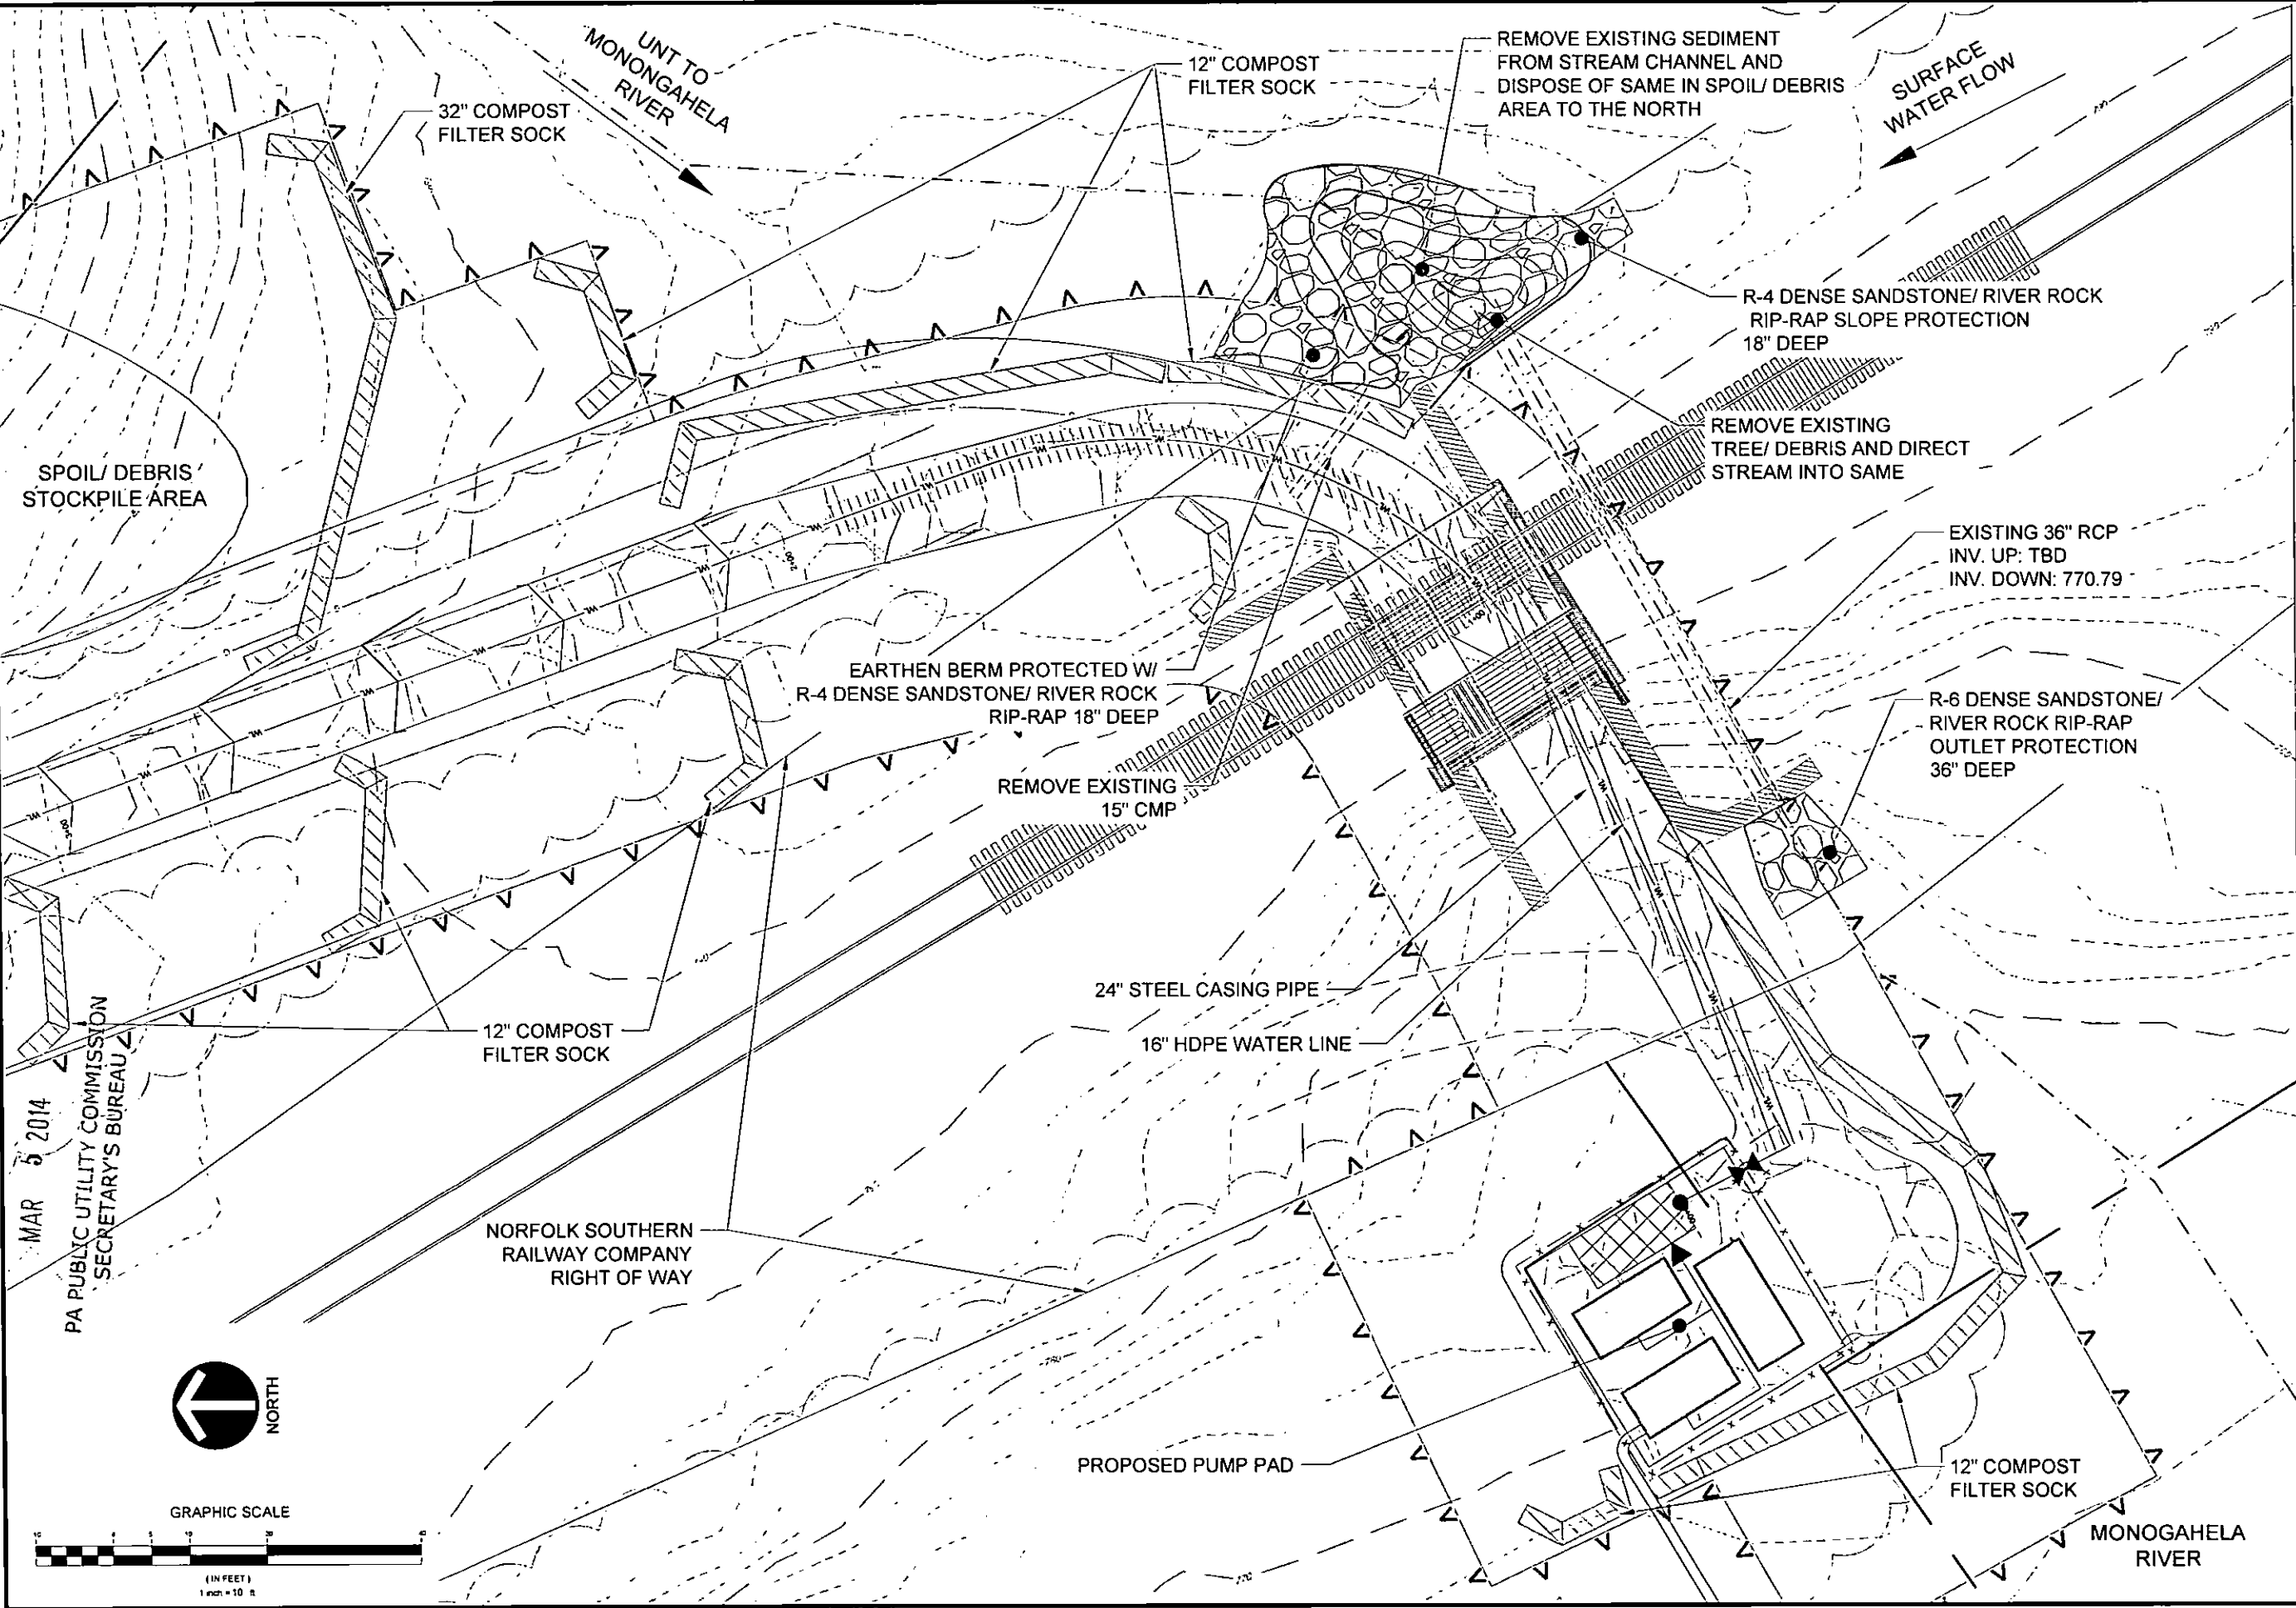 UNT TO
MONONGAHELA
RIVER
32" COMPOST
FILTER SOCK
12" COMPOST
FILTER SOCK
REMOVE EXISTING SEDIMENT
FROM STREAM CHANNEL AND
DISPOSE OF SAME IN SPOIL/ DEBRIS
AREA TO THE NORTH
SURFACE
WATER FLOW
R-4 DENSE SANDSTONE/ RIVER ROCK
RIP-RAP SLOPE PROTECTION
18" DEEP
REMOVE EXISTING
TREE/ DEBRIS AND DIRECT
STREAM INTO SAME
SPOIL/ DEBRIS
STOCKPILE AREA
EXISTING 36" RCP
INV. UP: TBD
INV. DOWN: 770.79
EARTHEN BERM PROTECTED W/
R-4 DENSE SANDSTONE/ RIVER ROCK
RIP-RAP 18" DEEP
R-6 DENSE SANDSTONE/
RIVER ROCK RIP-RAP
OUTLET PROTECTION
36" DEEP
REMOVE EXISTING
15" CMP
24" STEEL CASING PIPE
16" HDPE WATER LINE
12" COMPOST
FILTER SOCK
MAR 5 2014
PA PUBLIC UTILITY COMMISSION
SECRETARY'S BUREAU
NORFOLK SOUTHERN
RAILWAY COMPANY
RIGHT OF WAY
NORTH
PROPOSED PUMP PAD
12" COMPOST
FILTER SOCK
MONOGAHELA
RIVER
GRAPHIC SCALE
(IN FEET)
1 inch = 10 ft